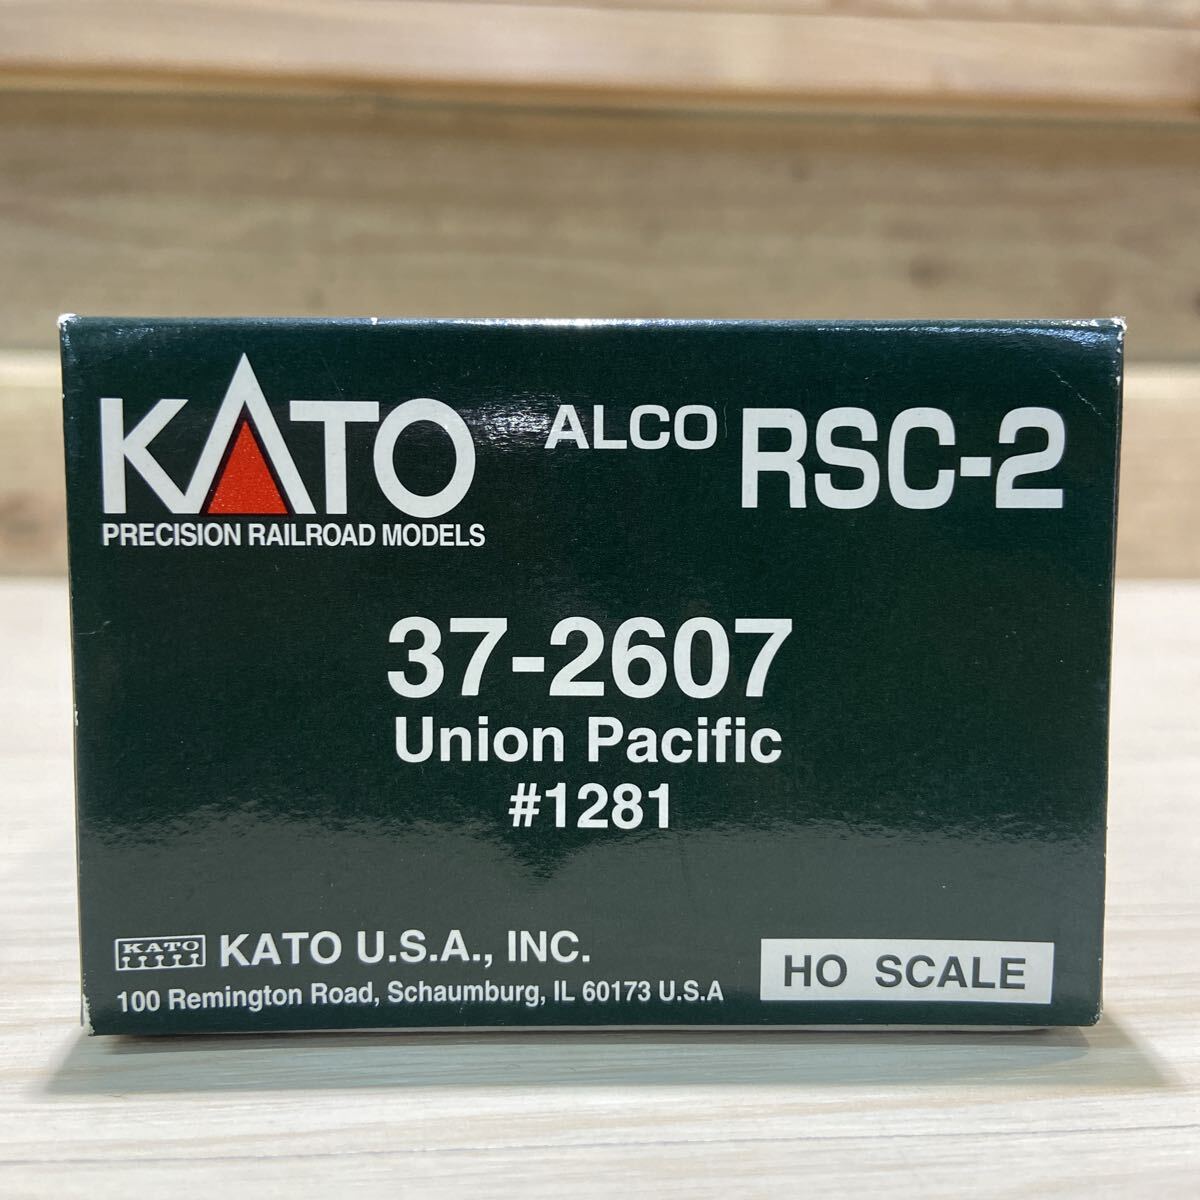 KATO
PRECISION RAILROAD MODELS
ALCO RSC-2
37-2607
Union Pacific
#1281
KATO KATO U.S.A., INC.
100 Remington Road, Schaumburg, IL 60173 U.S.A
HO SCALE